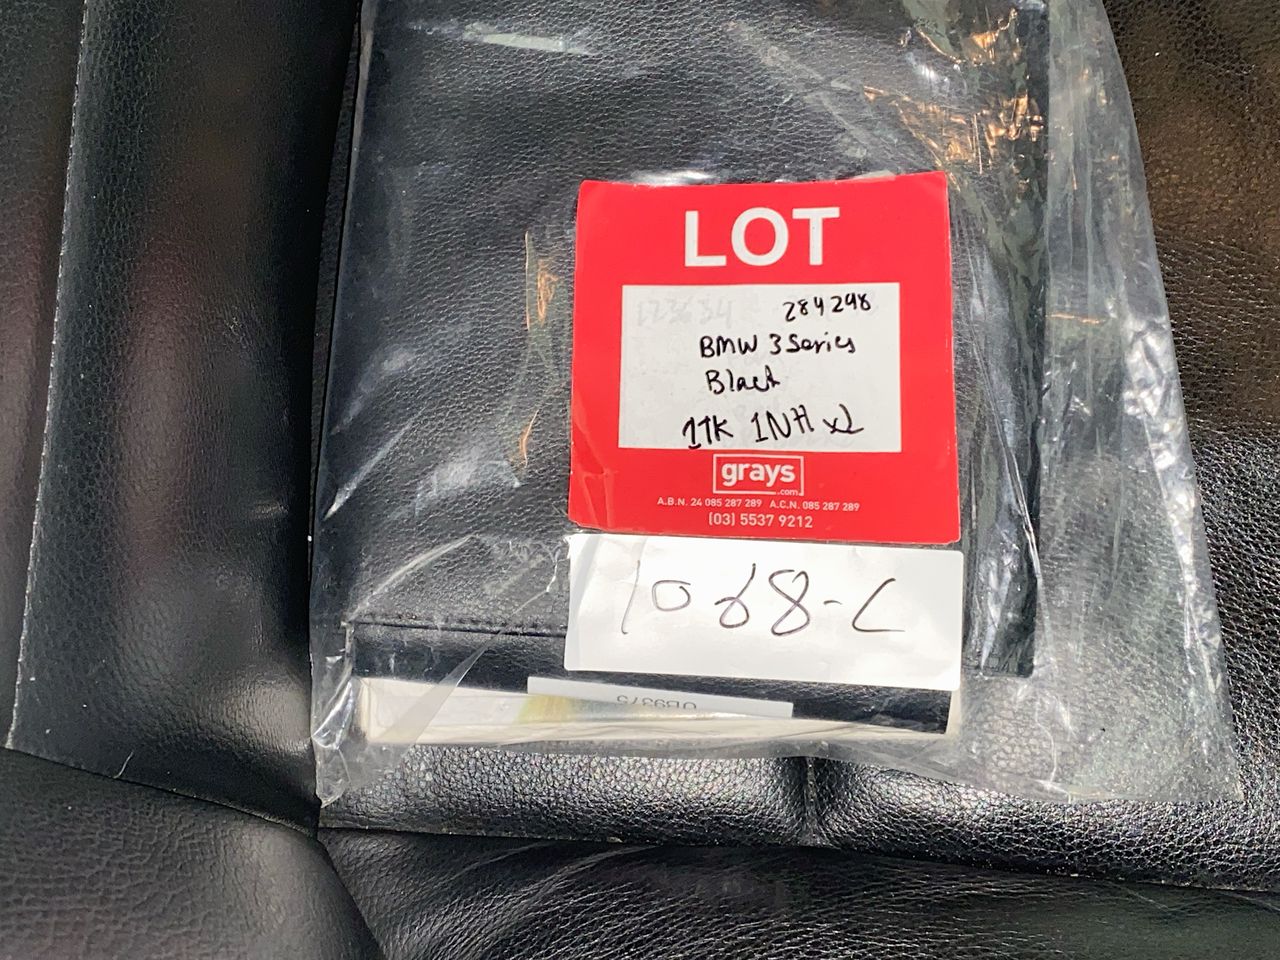 LOT
284298
BMW 3 Series
Black
1TK 1NH x2
grays
.com
A.B.N. 24 085 287 289 A.C.N. 085 287 289
(03) 5537 9212
1068-L